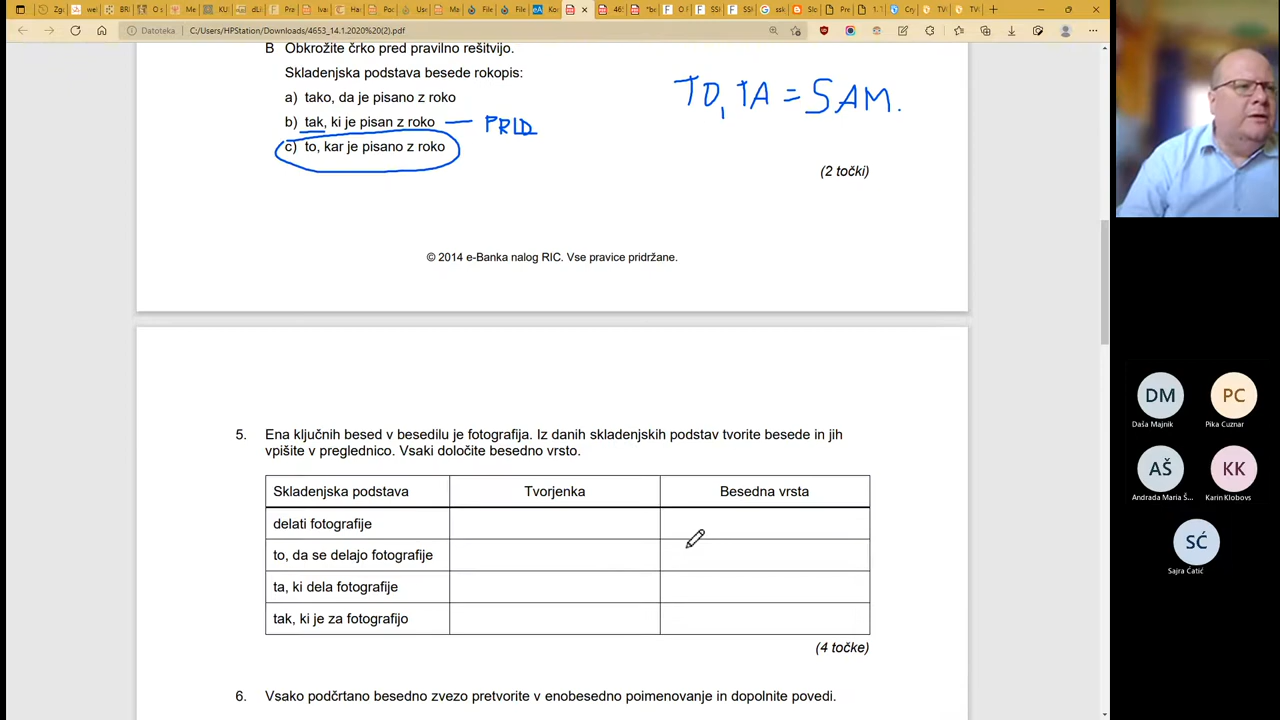 Datoteka | C:/Users/HPStation/Downloads/4653_14.1.2020%20(2).pdf
B Obkrožite črko pred pravilno rešitvijo.
Skladenjska podstava besede rokopis:
a) tako, da je pisano z roko
b) tak, ki je pisan z roko — PRID
c) to, kar je pisano z roko
TO, TA = SAM.
(2 točki)
© 2014 e-Banka nalog RIC. Vse pravice pridržane.
5. Ena ključnih besed v besedilu je fotografija. Iz danih skladenjskih podstav tvorite besede in jih
vpišite v preglednico. Vsaki določite besedno vrsto.
Skladenjska podstava Tvorjenka Besedna vrsta
delati fotografije
to, da se delajo fotografije
ta, ki dela fotografije
tak, ki je za fotografijo
(4 točke)
6. Vsako podčrtano besedno zvezo pretvorite v enobesedno poimenovanje in dopolnite povedi.
DM
Daša Majnik
PC
Pika Cuznar
AŠ
Andrada Maria Š...
KK
Karin Klobovs
SĆ
Sajra Ćatić